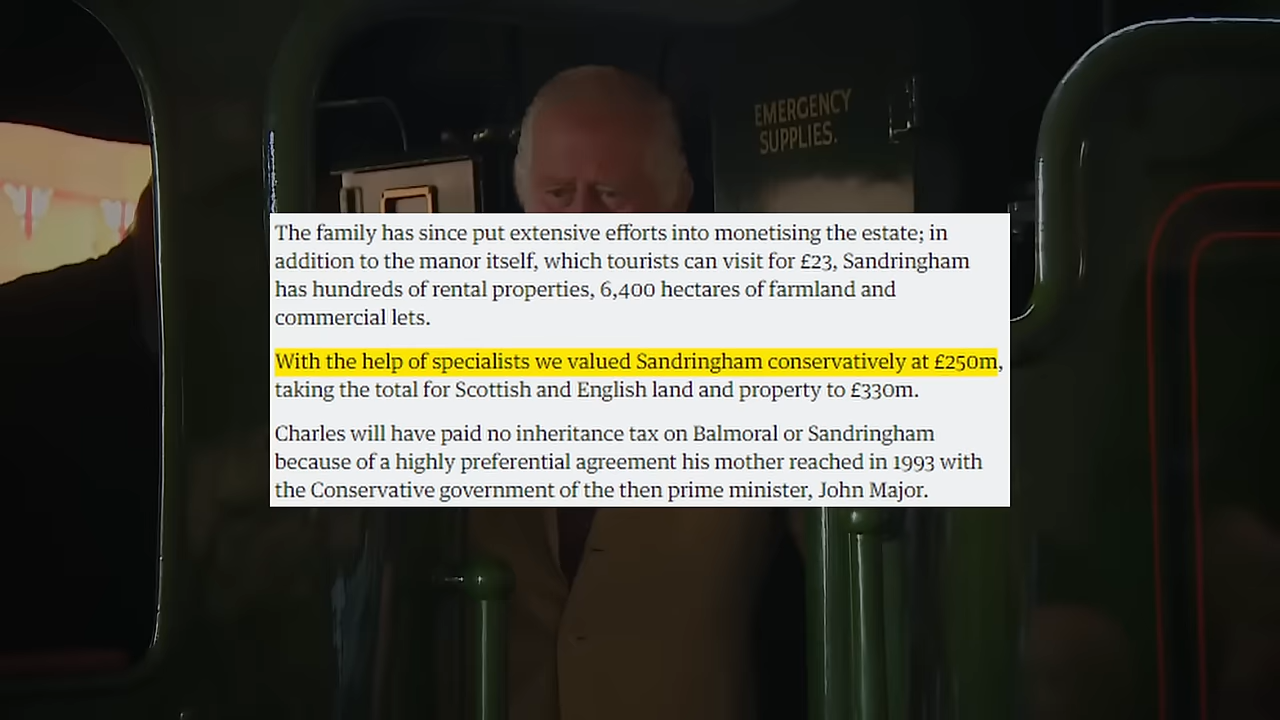 EMERGENCY
SUPPLIES.
The family has since put extensive efforts into monetising the estate; in
addition to the manor itself, which tourists can visit for £23, Sandringham
has hundreds of rental properties, 6,400 hectares of farmland and
commercial lets.
With the help of specialists we valued Sandringham conservatively at £250m,
taking the total for Scottish and English land and property to £330m.
Charles will have paid no inheritance tax on Balmoral or Sandringham
because of a highly preferential agreement his mother reached in 1993 with
the Conservative government of the then prime minister, John Major.